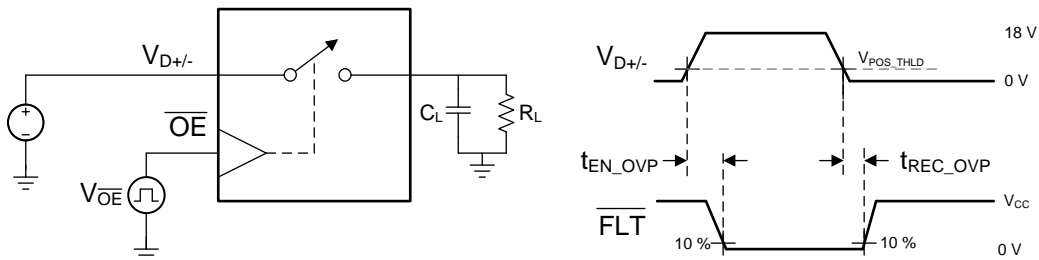 V_D+/-
OE
V_OE
C_L
R_L
+
-
V_D+/-
18 V
V_POS_THLD
0 V
t_EN_OVP
t_REC_OVP
FLT
V_CC
10 %
10 %
0 V